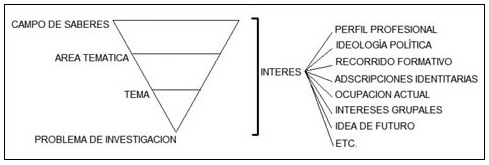 CAMPO DE SABERES
AREA TEMATICA
TEMA
PROBLEMA DE INVESTIGACION
INTERES
PERFIL PROFESIONAL
IDEOLOGÍA POLÍTICA
RECORRIDO FORMATIVO
ADSCRIPCIONES IDENTITARIAS
OCUPACION ACTUAL
INTERESES GRUPALES
IDEA DE FUTURO
ETC.